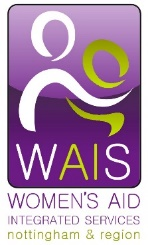 WAIS
WOMEN'S AID
INTEGRATED SERVICES
nottingham & region